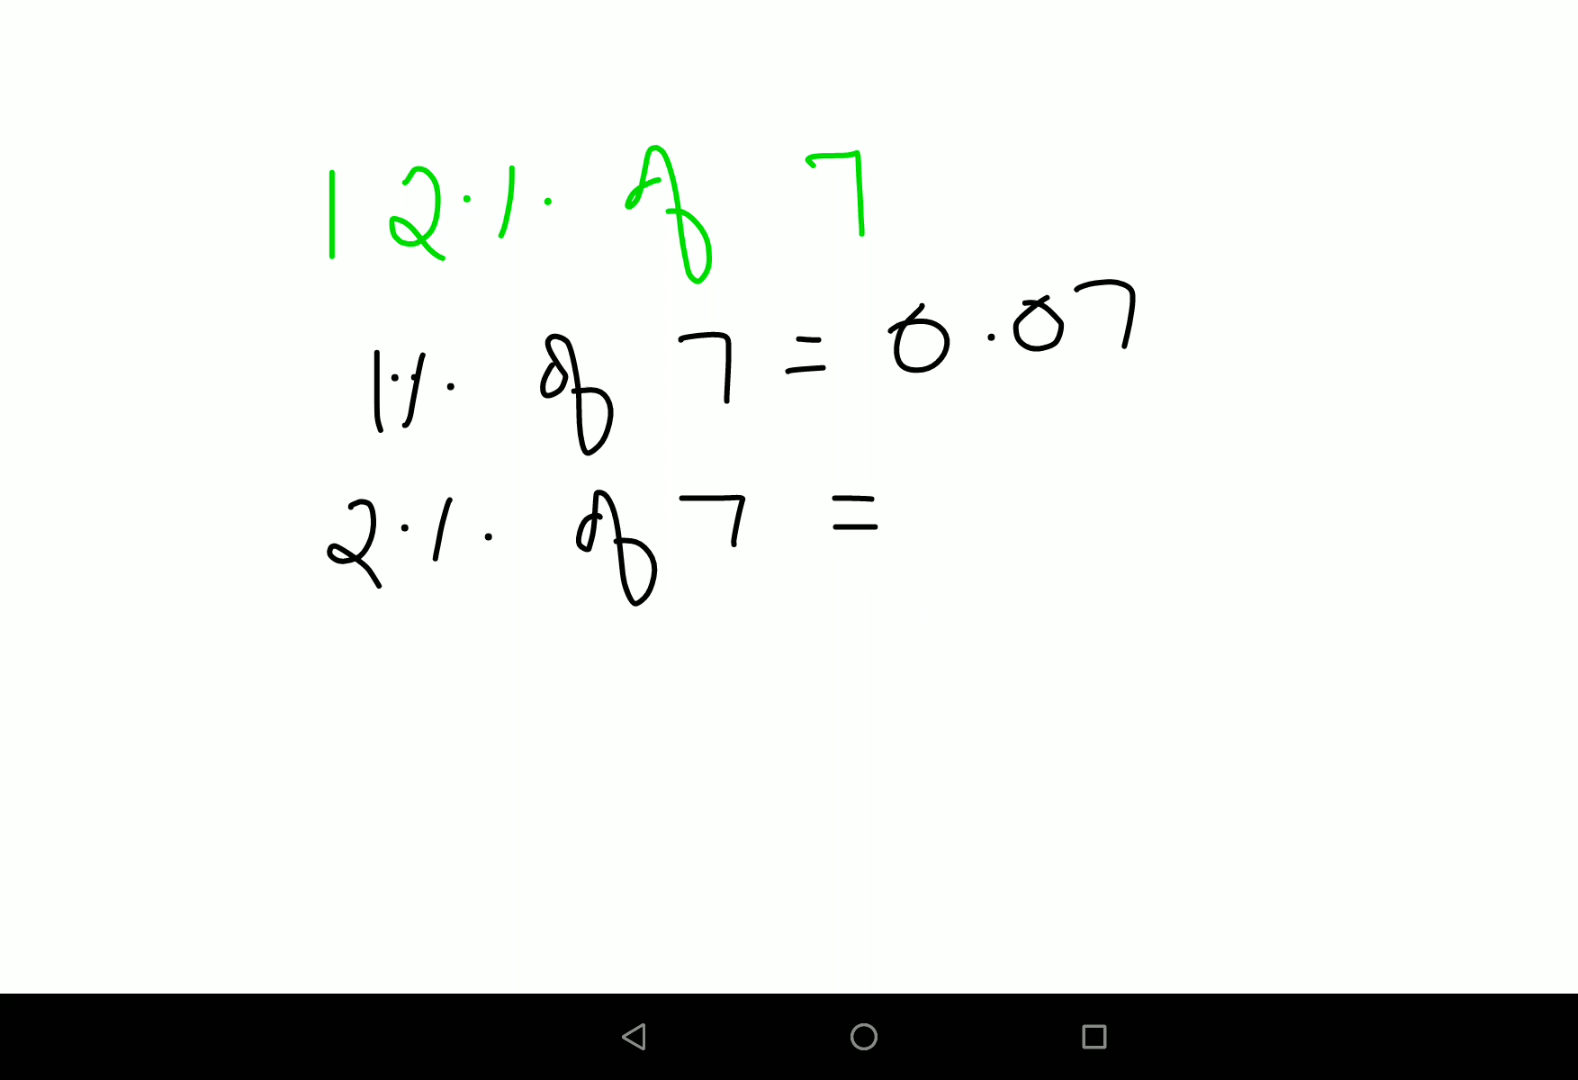 12% of 7
1% of 7 = 0.07
2% of 7 =